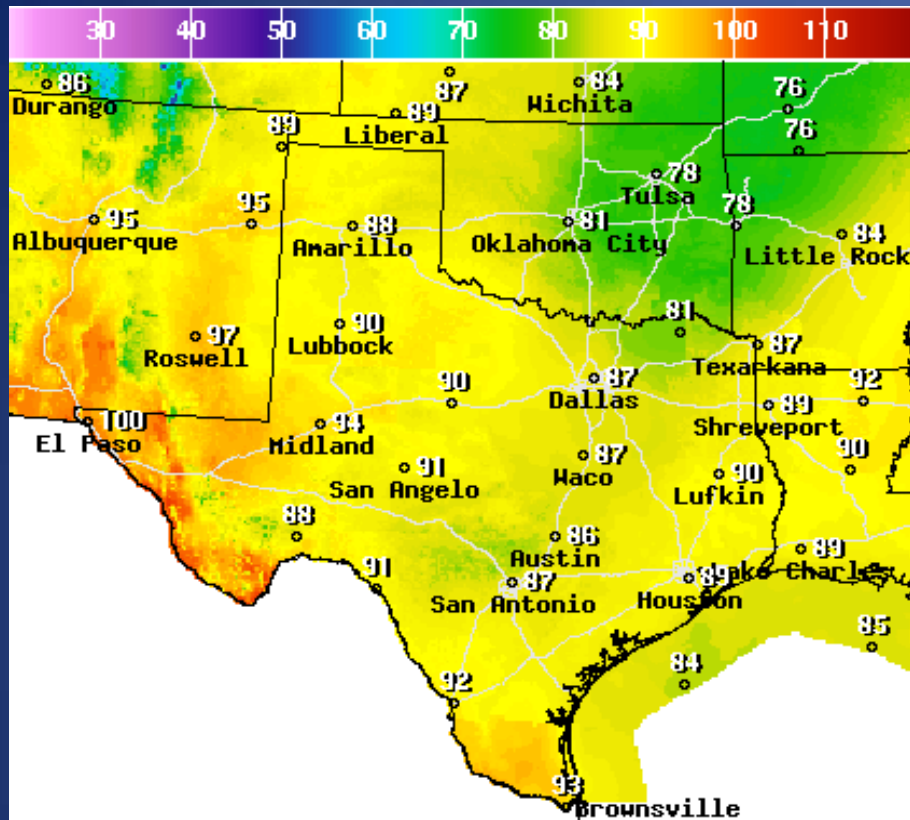 30 40 50 60 70 80 90 100 110
86
Durango
87
84
Wichita
76
89
Liberal
89
76
78
Tulsa
95
Albuquerque
95
88
Amarillo
81
Oklahoma City
78
84
Little Rock
97
Roswell
90
Lubbock
81
87
Texarkana
87
Dallas
90
92
89
Shreveport
100
El Paso
94
Midland
91
San Angelo
87
Waco
90
Lufkin
90
88
86
Austin
89
Lake Charles
91
87
San Antonio
89
Houston
85
84
92
93
Brownsville